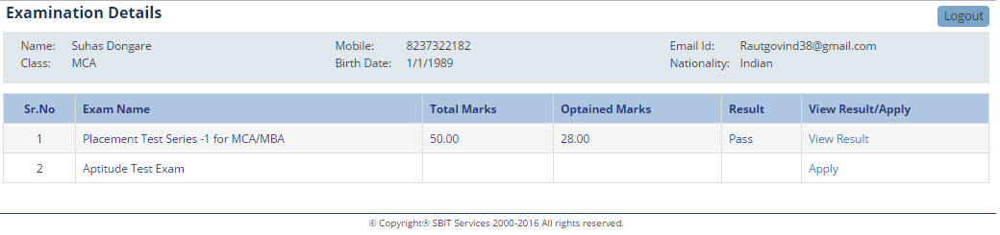 Examination Details
Logout
Name: Suhas Dongare Mobile: 8237322182 Email Id: Rautgovind38@gmail.com
Class: MCA Birth Date: 1/1/1989 Nationality: Indian
Sr.No Exam Name Total Marks Optained Marks Result View Result/Apply
1 Placement Test Series -1 for MCA/MBA 50.00 28.00 Pass View Result
2 Aptitude Test Exam Apply
© Copyright® SBIT Services 2000-2016 All rights reserved.